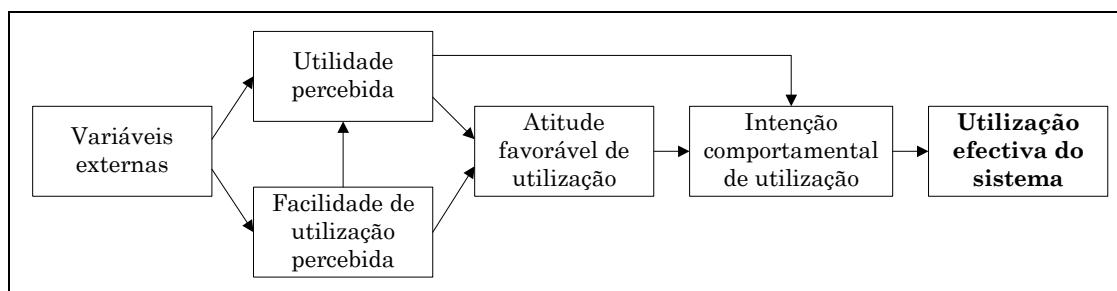 Utilidade
percebida
Variáveis
externas
Facilidade de
utilização
percebida
Atitude
favorável de
utilização
Intenção
comportamental
de utilização
Utilização
efectiva do
sistema